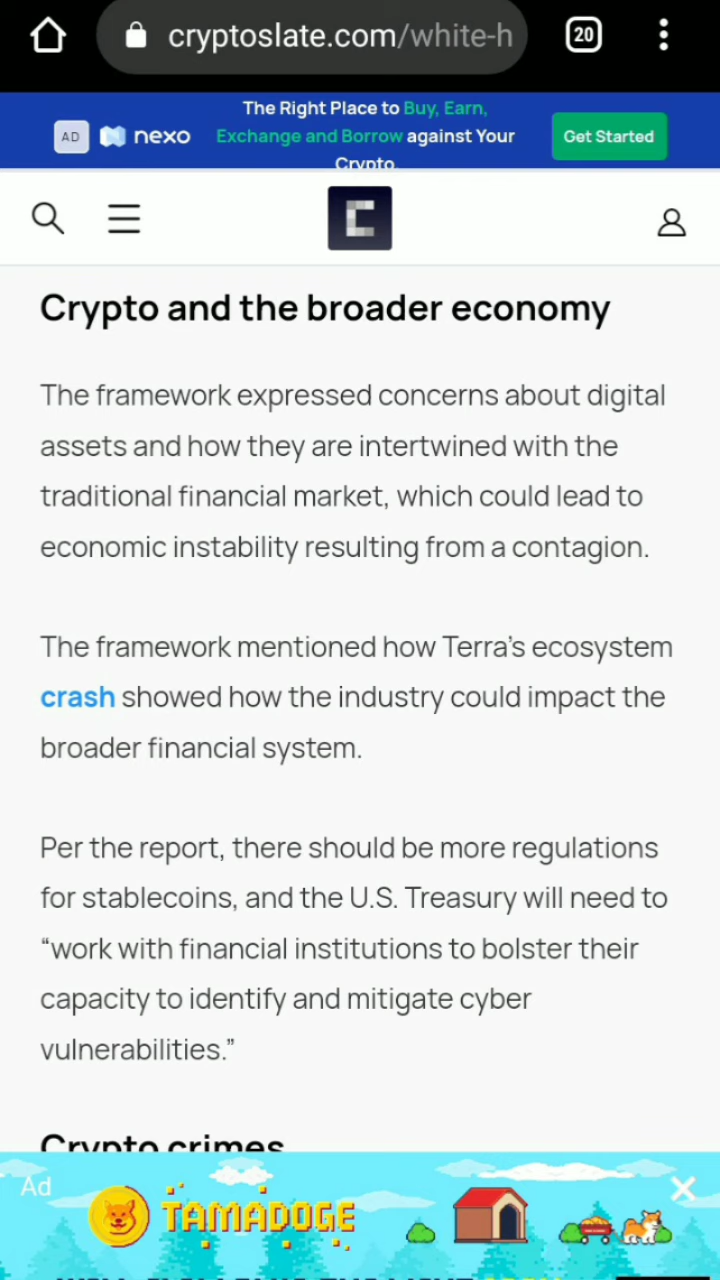 cryptoslate.com/white-h
20
The Right Place to Buy, Earn,
AD nexo Exchange and Borrow against Your Get Started
Crypto.
Crypto and the broader economy
The framework expressed concerns about digital
assets and how they are intertwined with the
traditional financial market, which could lead to
economic instability resulting from a contagion.
The framework mentioned how Terra's ecosystem
crash showed how the industry could impact the
broader financial system.
Per the report, there should be more regulations
for stablecoins, and the U.S. Treasury will need to
“work with financial institutions to bolster their
capacity to identify and mitigate cyber
vulnerabilities.”
Crypto crimes
Ad
TAMADOGE